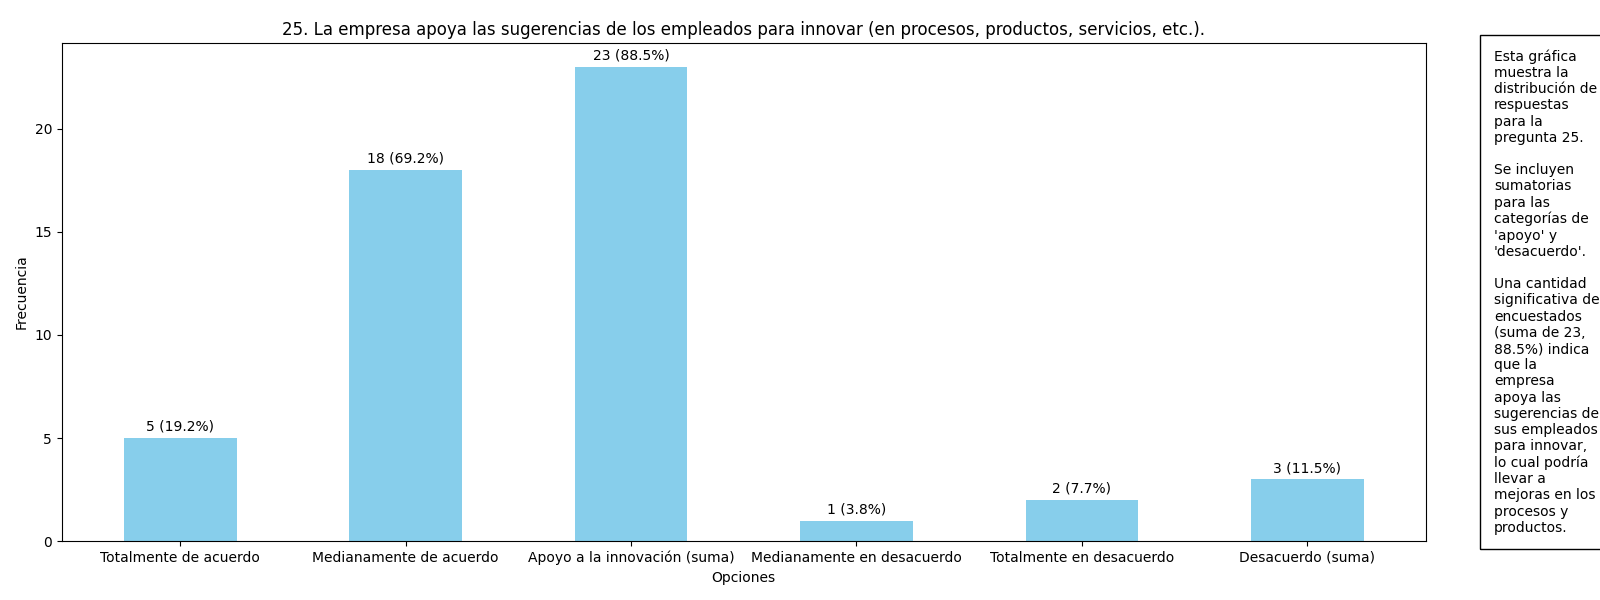 25. La empresa apoya las sugerencias de los empleados para innovar (en procesos, productos, servicios, etc.).
Frecuencia
20
15
10
5
0
5 (19.2%)
18 (69.2%)
23 (88.5%)
1 (3.8%)
2 (7.7%)
3 (11.5%)
Totalmente de acuerdo
Medianamente de acuerdo
Apoyo a la innovación (suma)
Medianamente en desacuerdo
Totalmente en desacuerdo
Desacuerdo (suma)
Opciones
Esta gráfica
muestra la
distribución de
respuestas
para la
pregunta 25.
Se incluyen
sumatorias
para las
categorías de
'apoyo' y
'desacuerdo'.
Una cantidad
significativa de
encuestados
(suma de 23,
88.5%) indica
que la
empresa
apoya las
sugerencias de
sus empleados
para innovar,
lo cual podría
llevar a
mejoras en los
procesos y
productos.